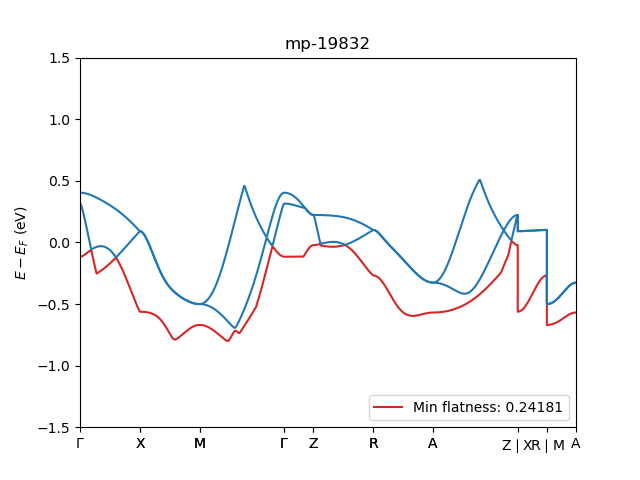 mp-19832
1.5
1.0
0.5
0.0
−0.5
−1.0
−1.5
E − E_F (eV)
Min flatness: 0.24181
Γ X M Γ Z R A Z | XR | M A